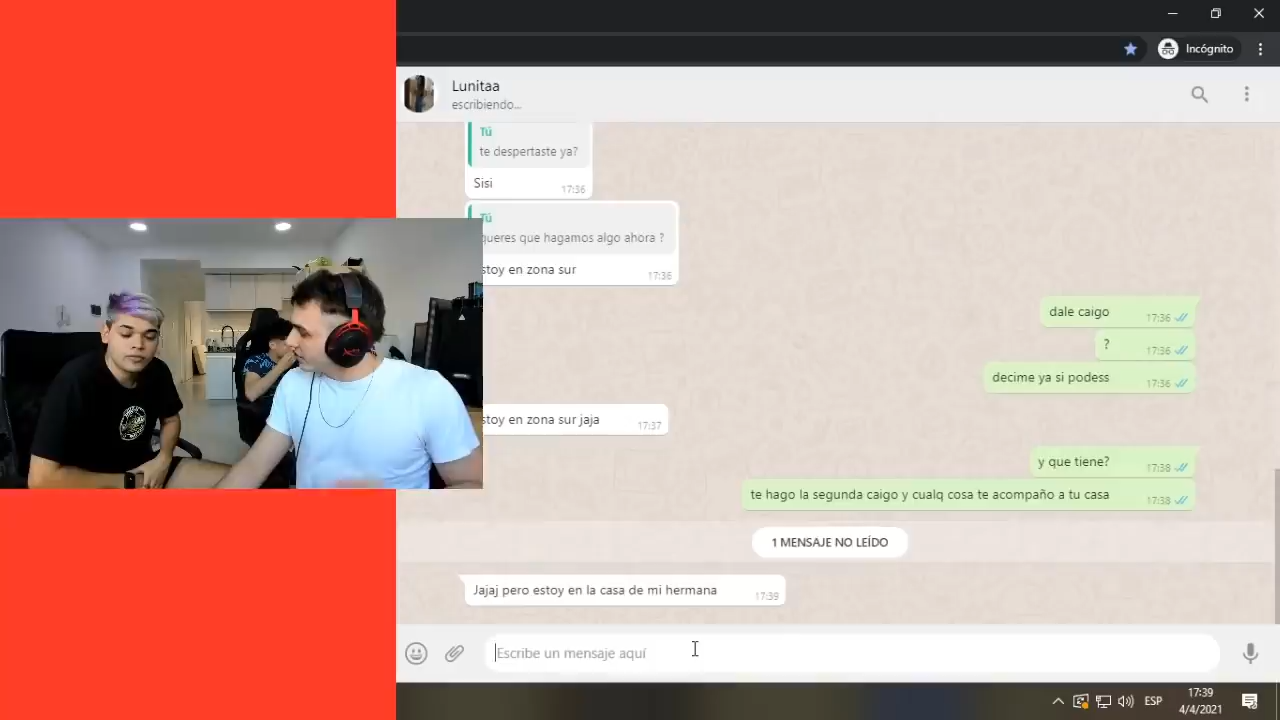 Incógnito
Lunitaa
escribiendo...
Tú
te despertaste ya?
Sisi
17:36
Tú
queres que hagamos algo ahora ?
stoy en zona sur
17:36
dale caigo
17:36
?
17:36
decime ya si podess
17:36
stoy en zona sur jaja
17:37
y que tiene?
17:38
te hago la segunda caigo y cualq cosa te acompaño a tu casa
17:38
1 MENSAJE NO LEÍDO
Jajaj pero estoy en la casa de mi hermana
17:39
Escribe un mensaje aquí
ESP
17:39
4/4/2021